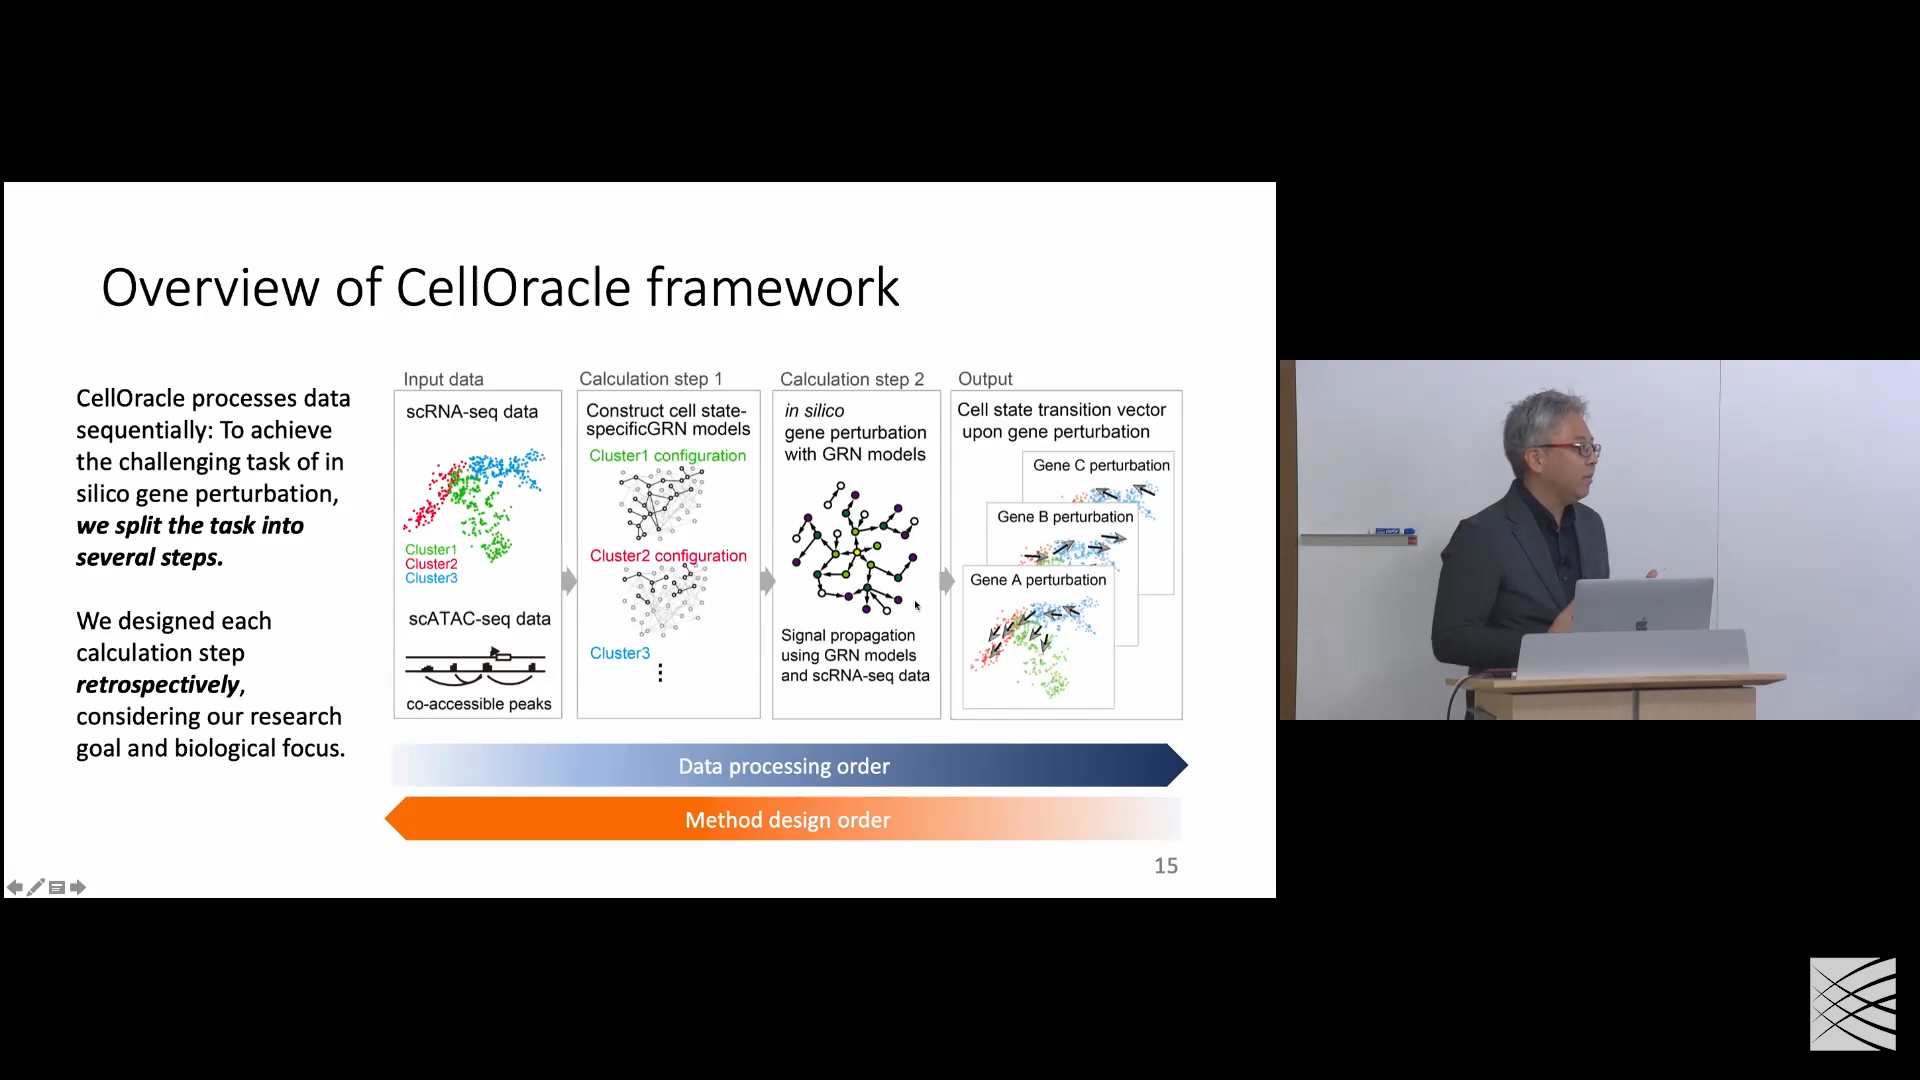 Overview of CellOracle framework
CellOracle processes data
sequentially: To achieve
the challenging task of in
silico gene perturbation,
we split the task into
several steps.
We designed each
calculation step
retrospectively,
considering our research
goal and biological focus.
Input data
scRNA-seq data
Cluster1
Cluster2
Cluster3
scATAC-seq data
co-accessible peaks
Calculation step 1
Construct cell state-
specificGRN models
Cluster1 configuration
Cluster2 configuration
Cluster3
Calculation step 2
in silico
gene perturbation
with GRN models
Signal propagation
using GRN models
and scRNA-seq data
Output
Cell state transition vector
upon gene perturbation
Gene C perturbation
Gene B perturbation
Gene A perturbation
Data processing order
Method design order
15